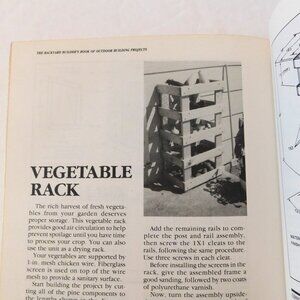 THE BACKYARD BUILDER'S BOOK OF OUTDOOR BUILDING PROJECTS
VEGETABLE
RACK
The rich harvest of fresh vegeta-
bles from your garden deserves
proper storage. This vegetable rack
provides good air circulation to help
prevent spoilage until you have time
to process your crop. You can also
use the unit as a drying rack.
Your vegetables are supported by
1-in. mesh chicken wire. Fiberglass
screen is used on top of the wire
mesh to provide a sanitary surface.
Start building the project by cut-
ting all of the pine components to
the lengths shown
Add the remaining rails to com-
plete the post and rail assembly,
then screw the 1X1 cleats to the
rails, following the same procedure.
Use three screws in each cleat.
Before installing the screens in the
rack, give the assembled frame a
good sanding, followed by two coats
of polyurethane varnish.
Now, turn the assembly upside-